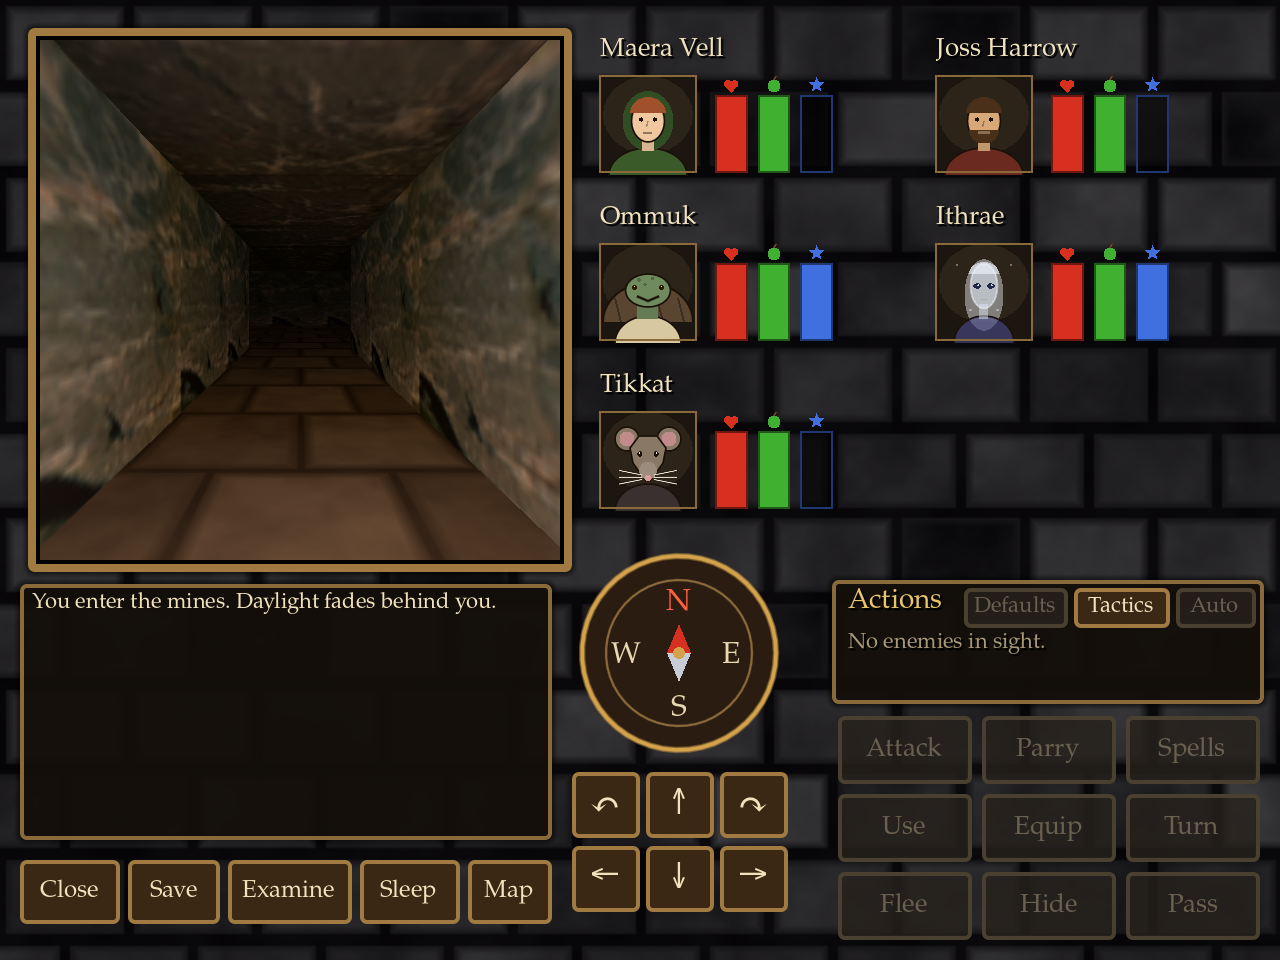 Maera Vell
Joss Harrow
Ommuk
Ithrae
Tikkat
You enter the mines. Daylight fades behind you.
N
W E
S
Actions Defaults Tactics Auto
No enemies in sight.
Attack Parry Spells
Use Equip Turn
Flee Hide Pass
Close Save Examine Sleep Map